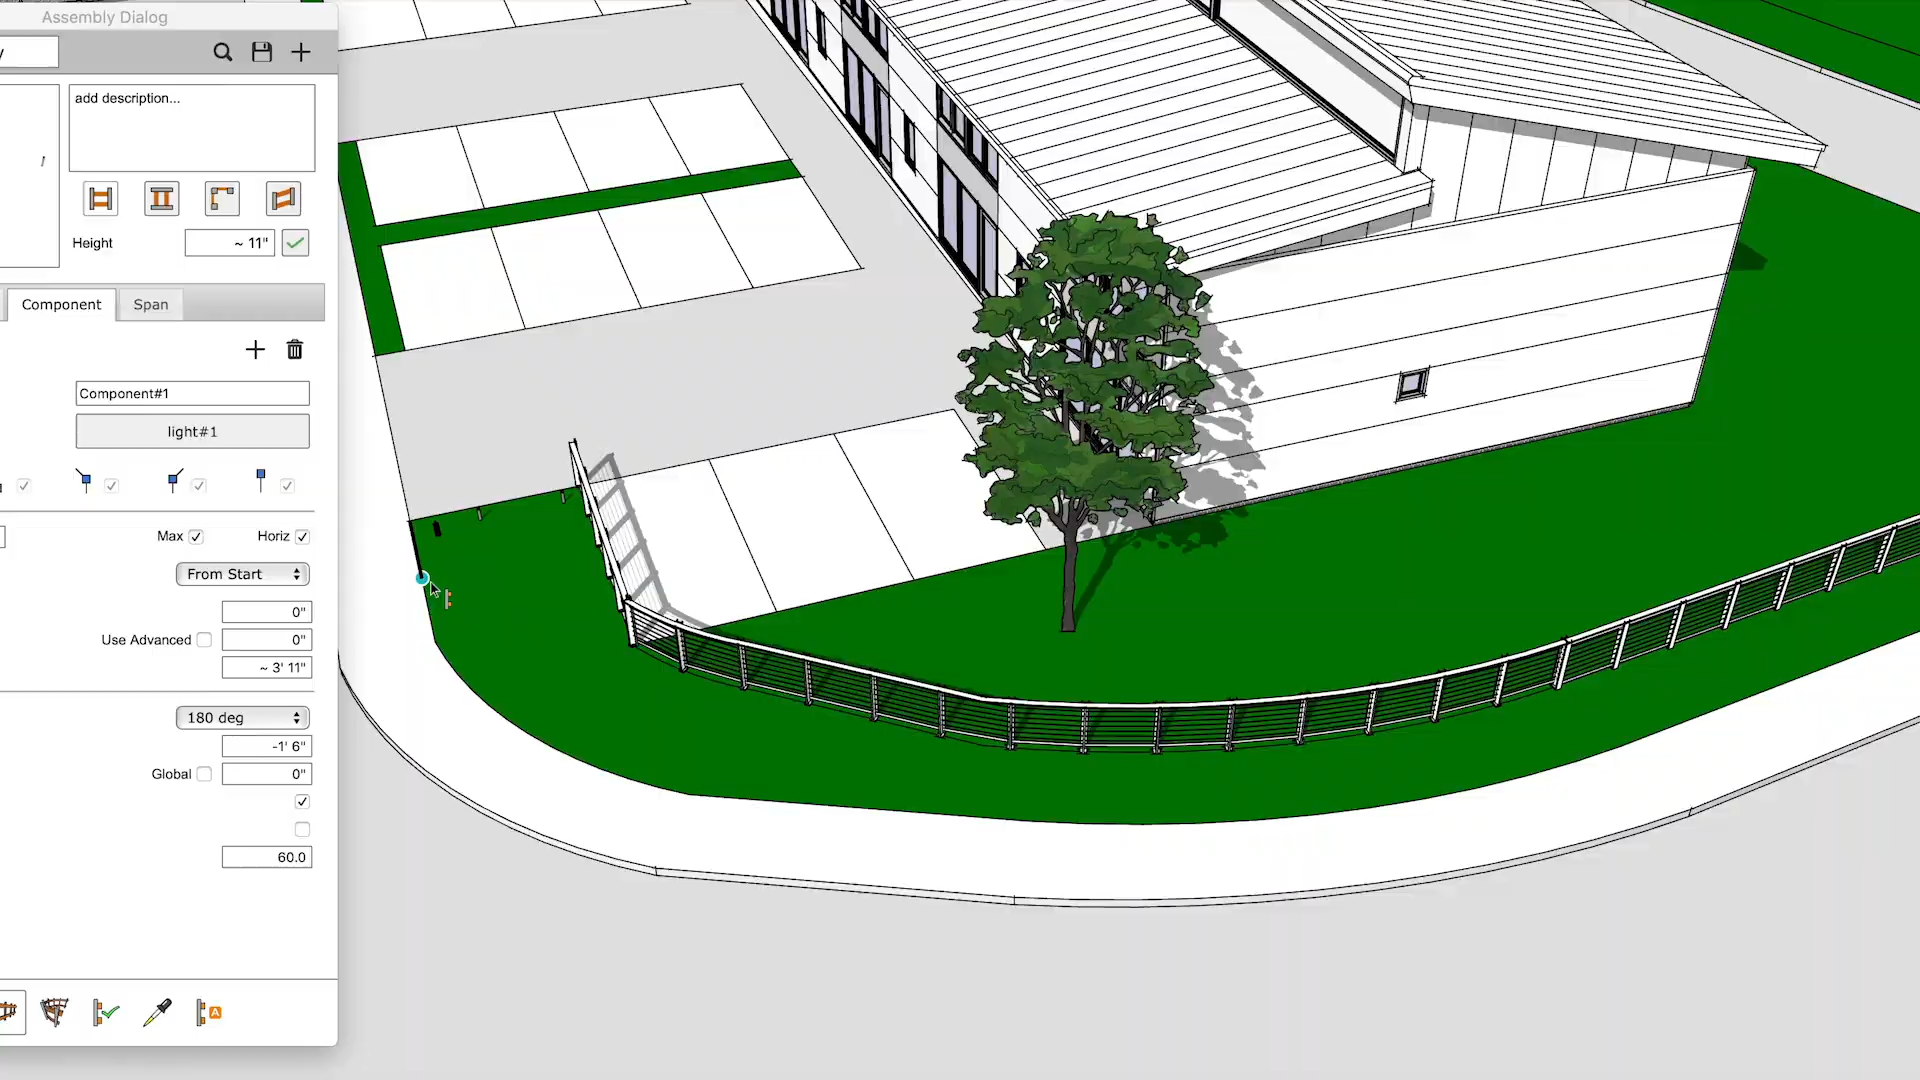 Assembly Dialog
y
add description...
Height
~ 11"
Component
Span
Component#1
light#1
Max
Horiz
From Start
0"
Use Advanced
0"
~ 3' 11"
180 deg
-1' 6"
Global
0"
60.0
A